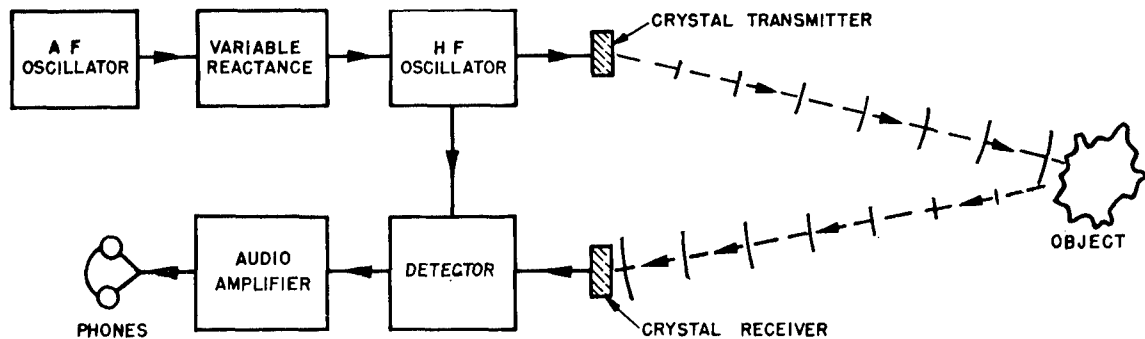 CRYSTAL TRANSMITTER
A F
OSCILLATOR
VARIABLE
REACTANCE
H F
OSCILLATOR
OBJECT
AUDIO
AMPLIFIER
DETECTOR
PHONES
CRYSTAL RECEIVER